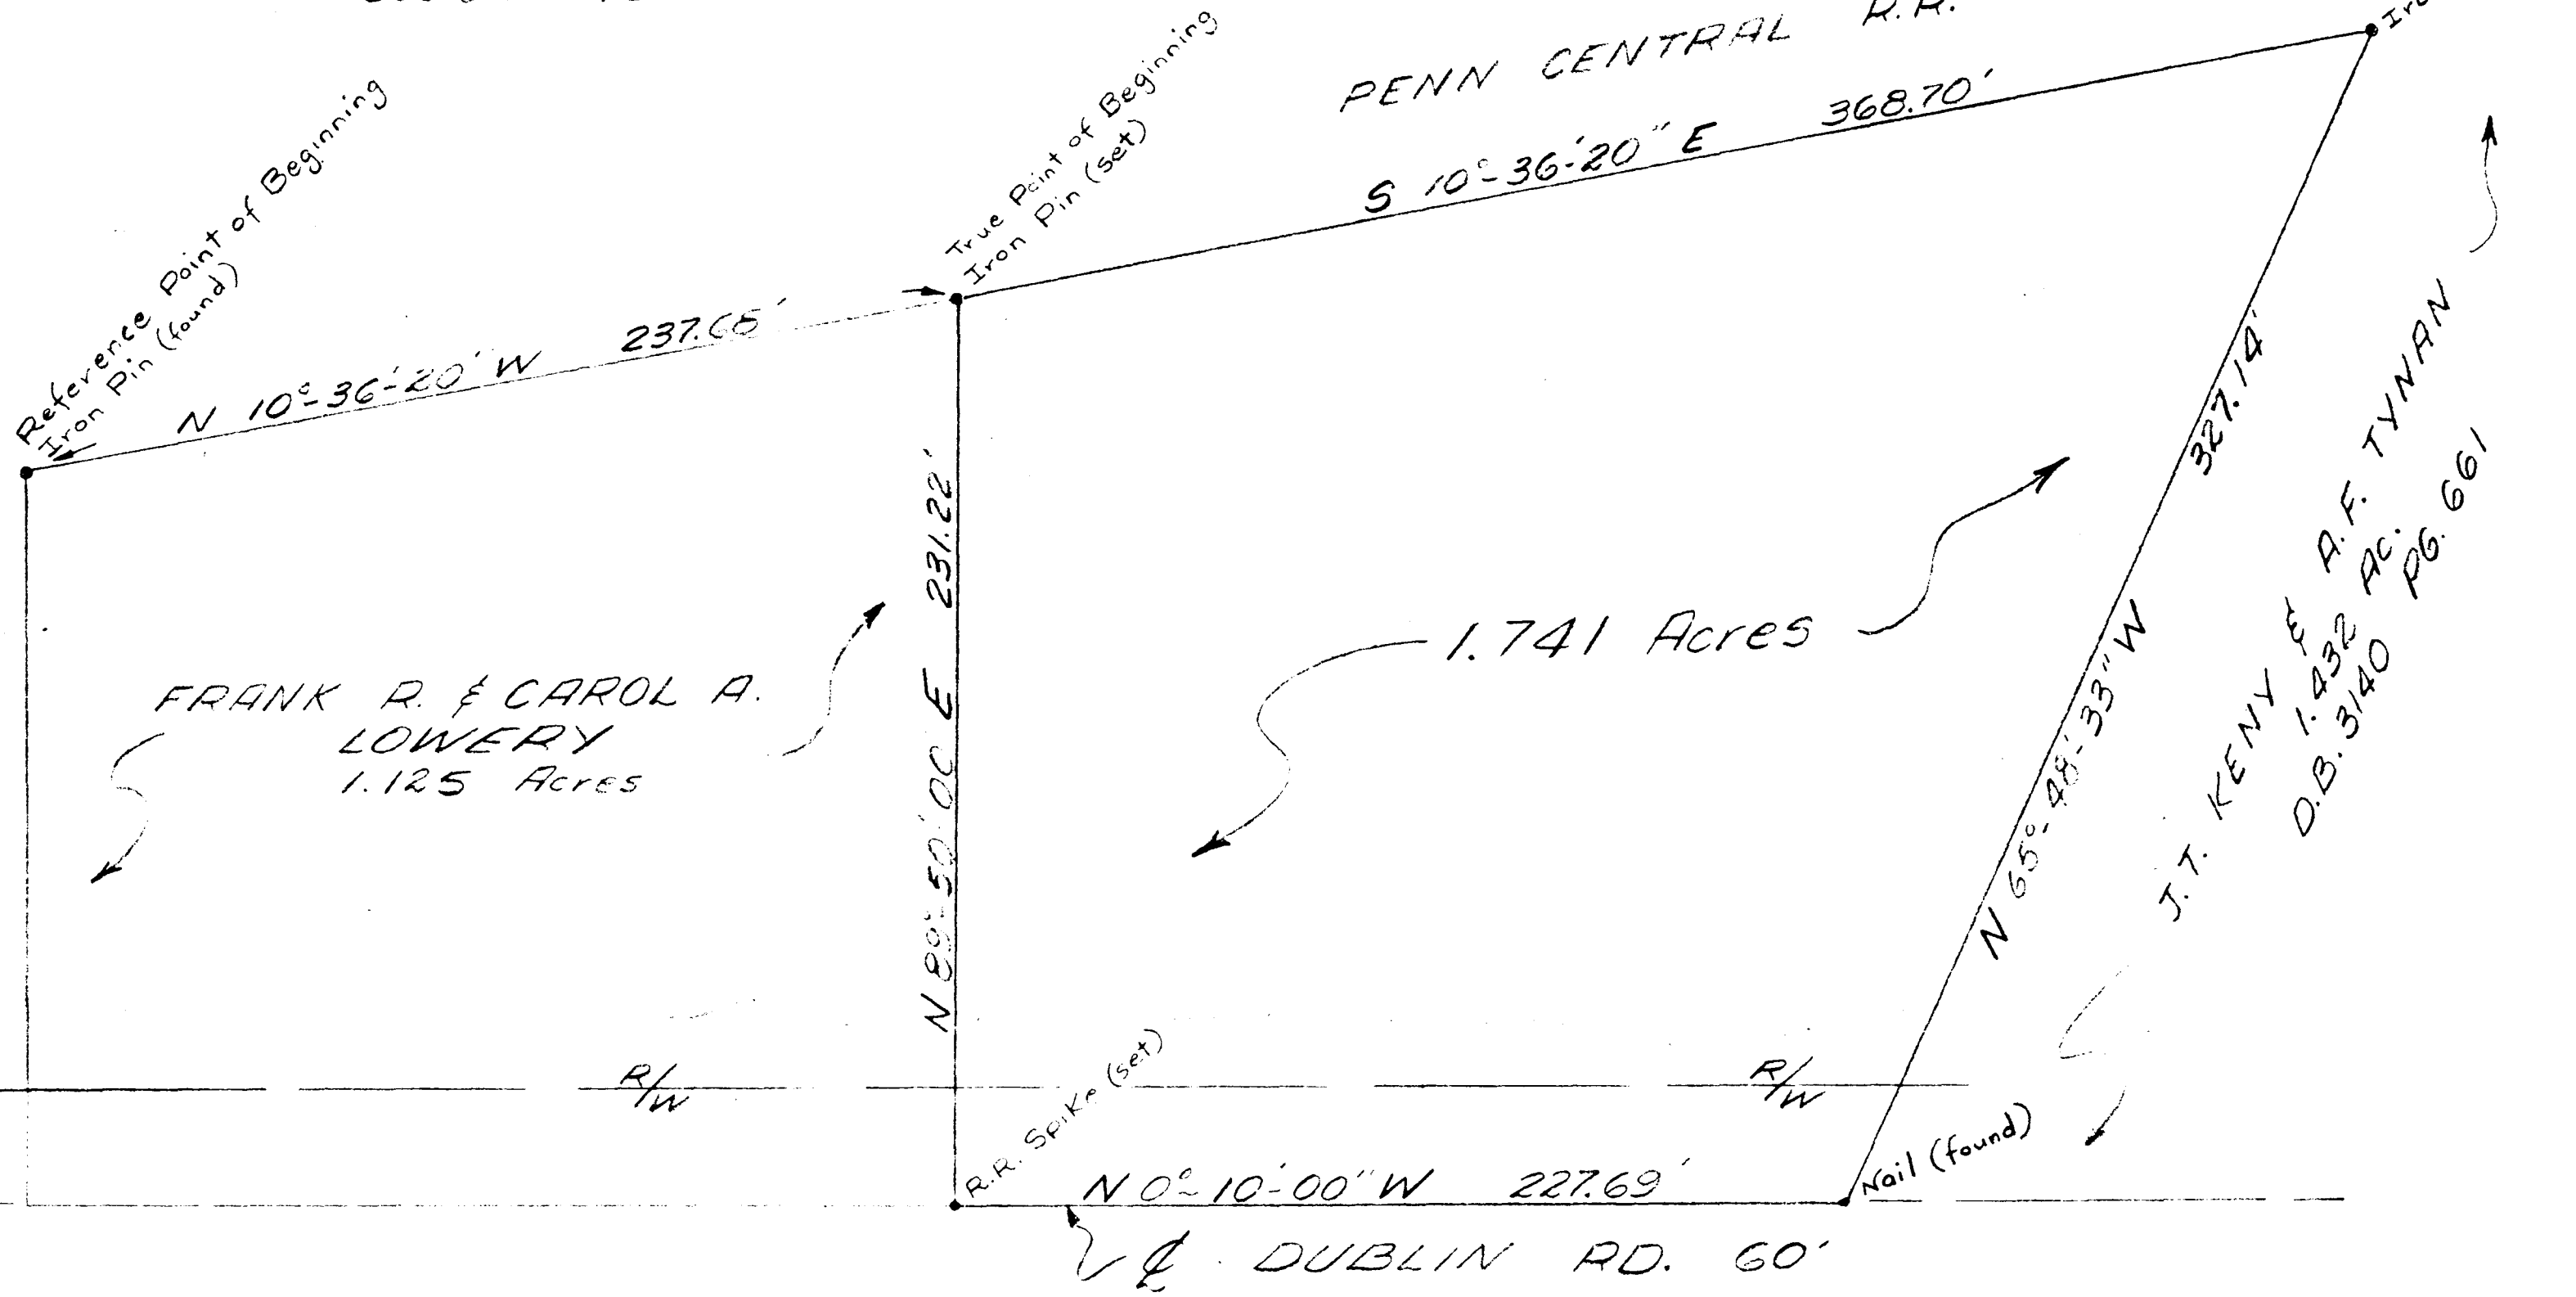 PENN CENTRAL R.R.
Reference Point of Beginning
Iron Pin (found)
True Point of Beginning
Iron Pin (set)
N 10°-36'-20" W
S 10°-36'-20" E 368.70'
N 89°-50'00 E 231.22'
327.14'
N 65°-48'-33" W
FRANK R. & CAROL A.
LOWERY
1.125 Acres
1.741 Acres
J.T. KENY & A.F. TYNAN
1.432 AC.
D.B. 3140 PG. 661
R/W
R/W
R.R. Spike (set)
N 0°-10'-00" W 227.69'
Nail (found)
℄ DUBLIN RD. 60'